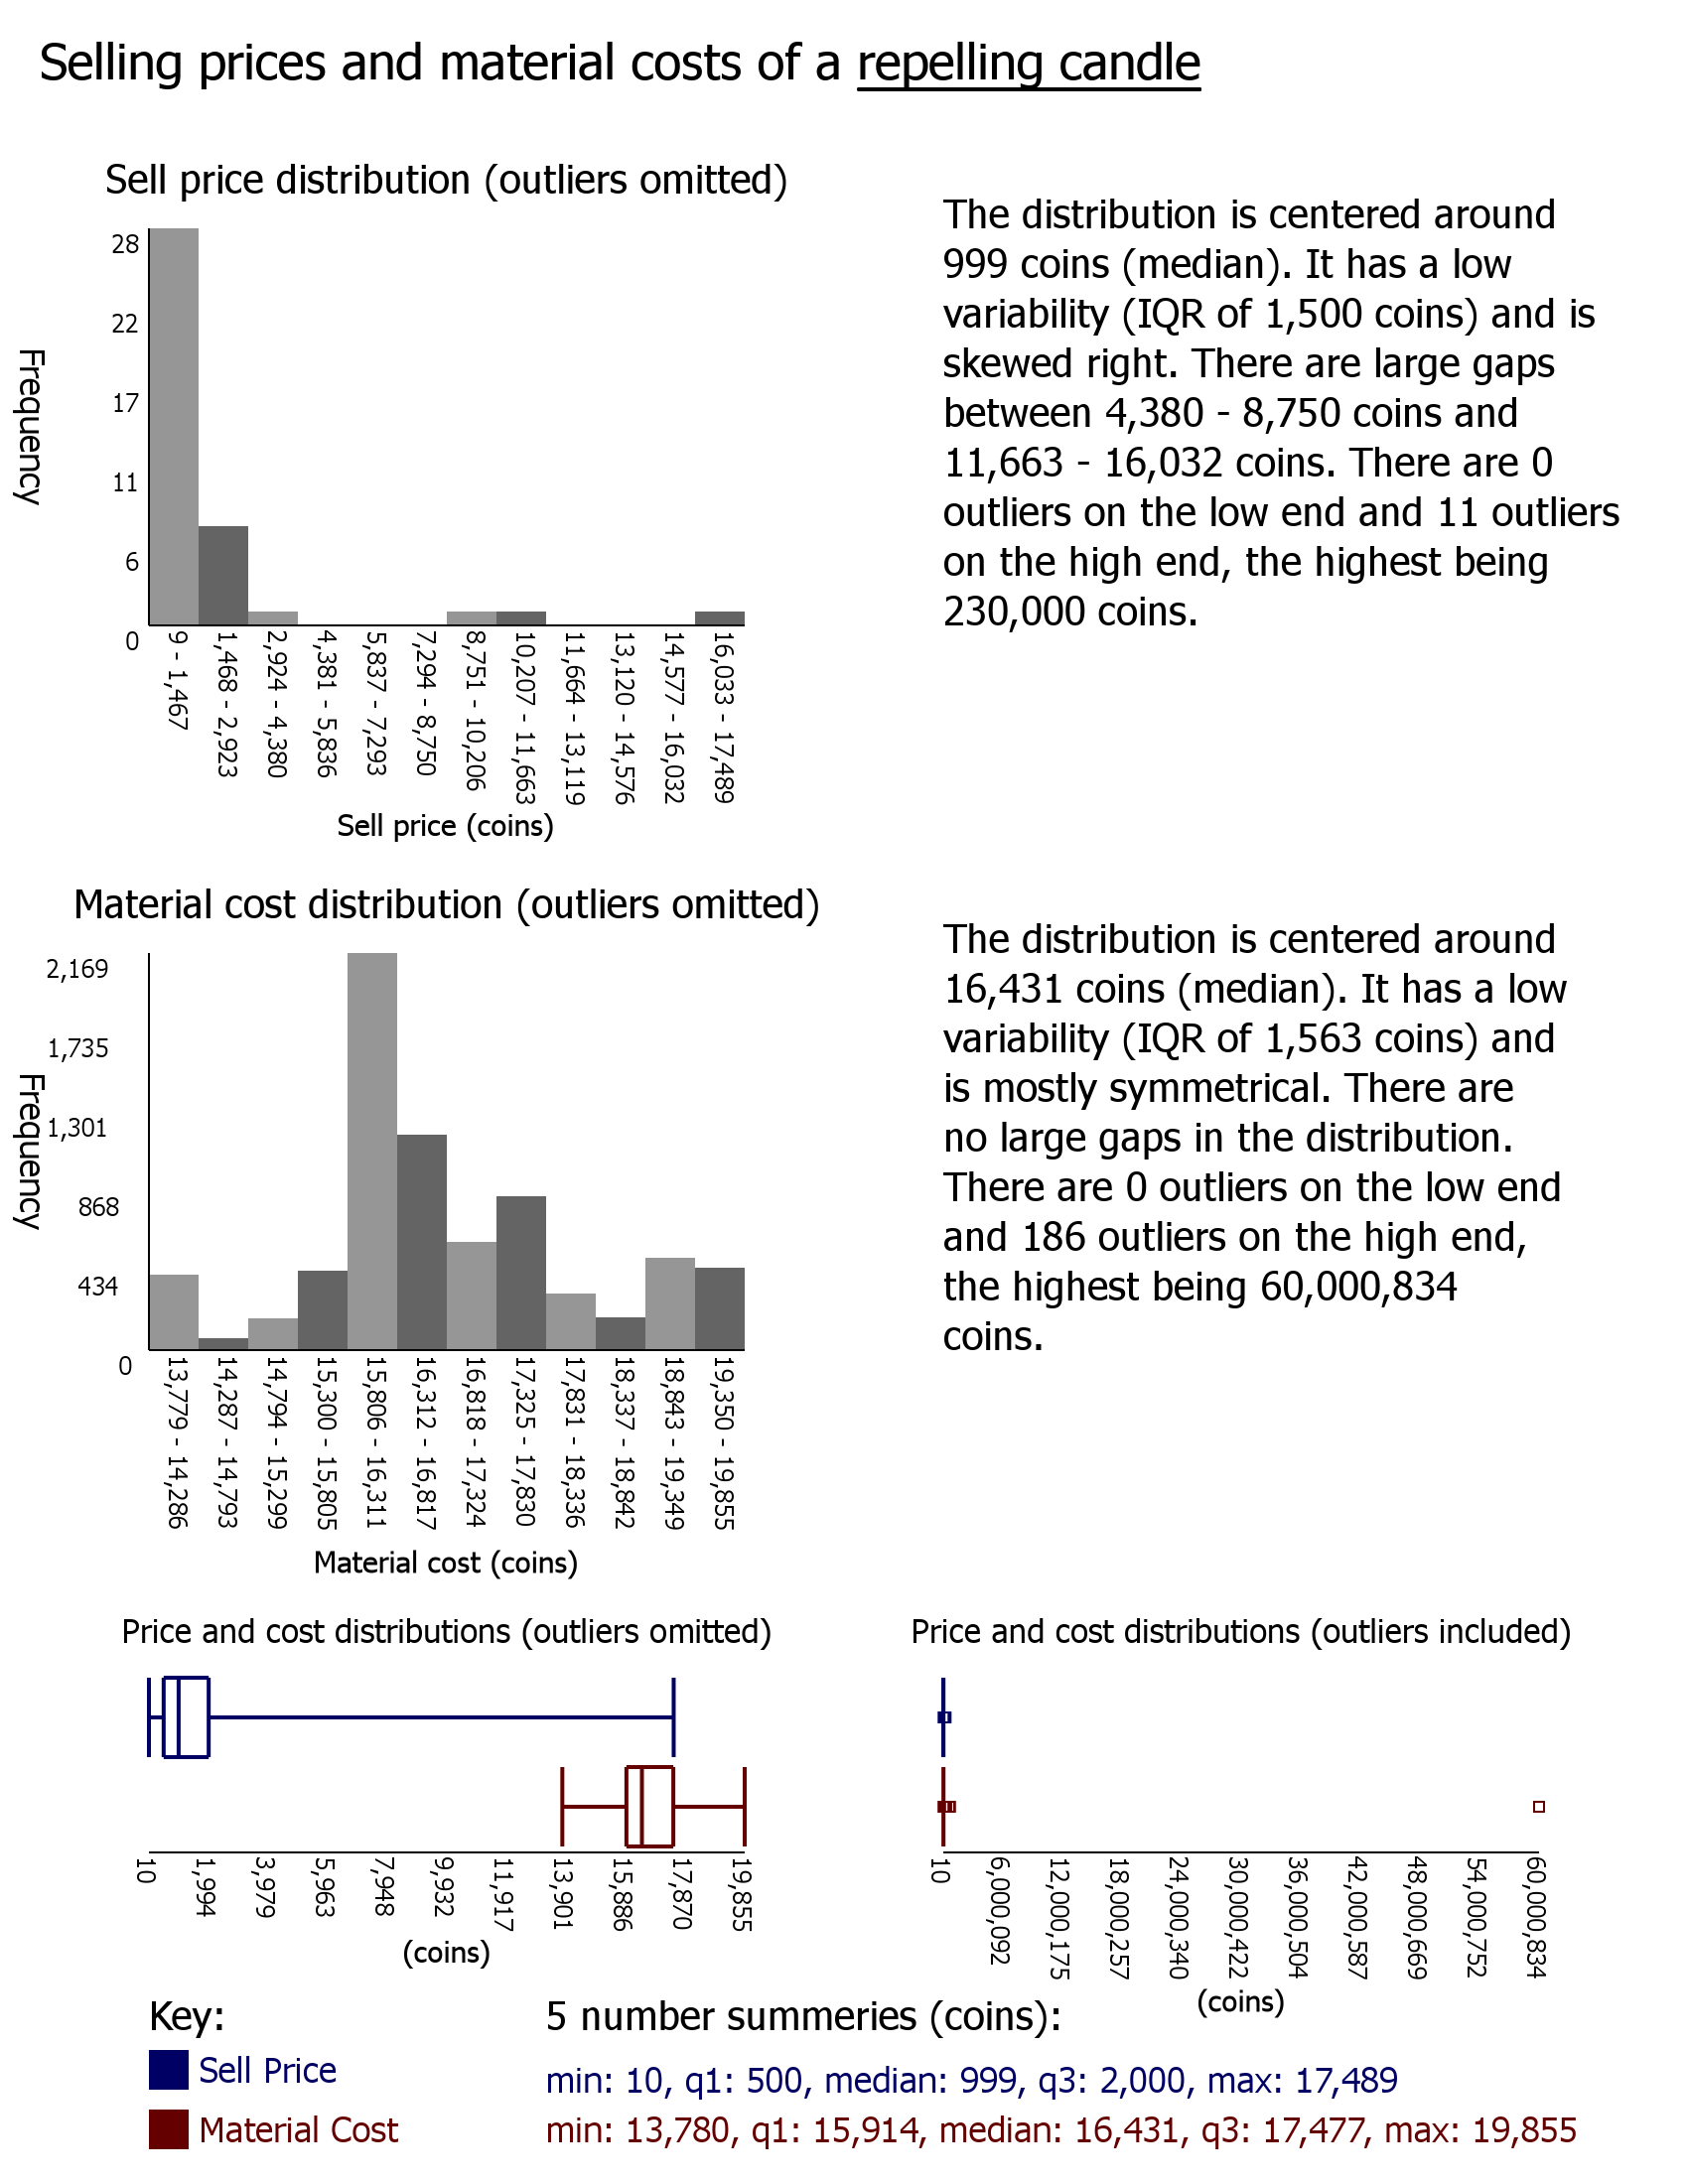 Selling prices and material costs of a repelling candle
Sell price distribution (outliers omitted)
28
22
17
11
6
0
Frequency
9 - 1,467
1,468 - 2,923
2,924 - 4,380
4,381 - 5,836
5,837 - 7,293
7,294 - 8,750
8,751 - 10,206
10,207 - 11,663
11,664 - 13,119
13,120 - 14,576
14,577 - 16,032
16,033 - 17,489
Sell price (coins)
The distribution is centered around
999 coins (median). It has a low
variability (IQR of 1,500 coins) and is
skewed right. There are large gaps
between 4,380 - 8,750 coins and
11,663 - 16,032 coins. There are 0
outliers on the low end and 11 outliers
on the high end, the highest being
230,000 coins.
Material cost distribution (outliers omitted)
2,169
1,735
1,301
868
434
0
Frequency
13,779 - 14,286
14,287 - 14,793
14,794 - 15,299
15,300 - 15,805
15,806 - 16,311
16,312 - 16,817
16,818 - 17,324
17,325 - 17,830
17,831 - 18,336
18,337 - 18,842
18,843 - 19,349
19,350 - 19,855
Material cost (coins)
The distribution is centered around
16,431 coins (median). It has a low
variability (IQR of 1,563 coins) and
is mostly symmetrical. There are
no large gaps in the distribution.
There are 0 outliers on the low end
and 186 outliers on the high end,
the highest being 60,000,834
coins.
Price and cost distributions (outliers omitted)
10
1,994
3,979
5,963
7,948
9,932
11,917
13,901
15,886
17,870
19,855
(coins)
Price and cost distributions (outliers included)
10
6,000,092
12,000,175
18,000,257
24,000,340
30,000,422
36,000,504
42,000,587
48,000,669
54,000,752
60,000,834
(coins)
Key:
Sell Price
Material Cost
5 number summeries (coins):
min: 10, q1: 500, median: 999, q3: 2,000, max: 17,489
min: 13,780, q1: 15,914, median: 16,431, q3: 17,477, max: 19,855